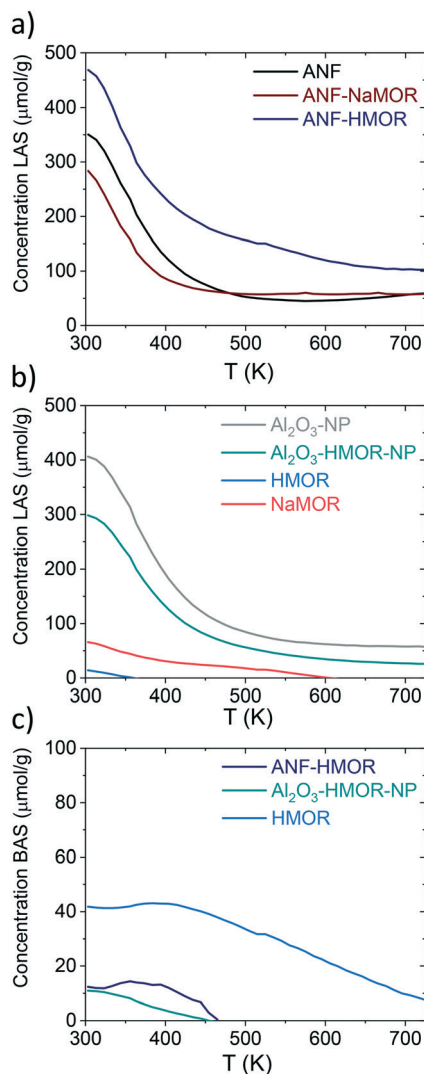 a)
500
400
300
200
100
0
Concentration LAS (µmol/g)
ANF
ANF-NaMOR
ANF-HMOR
300 400 500 600 700
T (K)
b)
500
400
300
200
100
0
Concentration LAS (µmol/g)
Al₂O₃-NP
Al₂O₃-HMOR-NP
HMOR
NaMOR
300 400 500 600 700
T (K)
c)
100
80
60
40
20
0
Concentration BAS (µmol/g)
ANF-HMOR
Al₂O₃-HMOR-NP
HMOR
300 400 500 600 700
T (K)